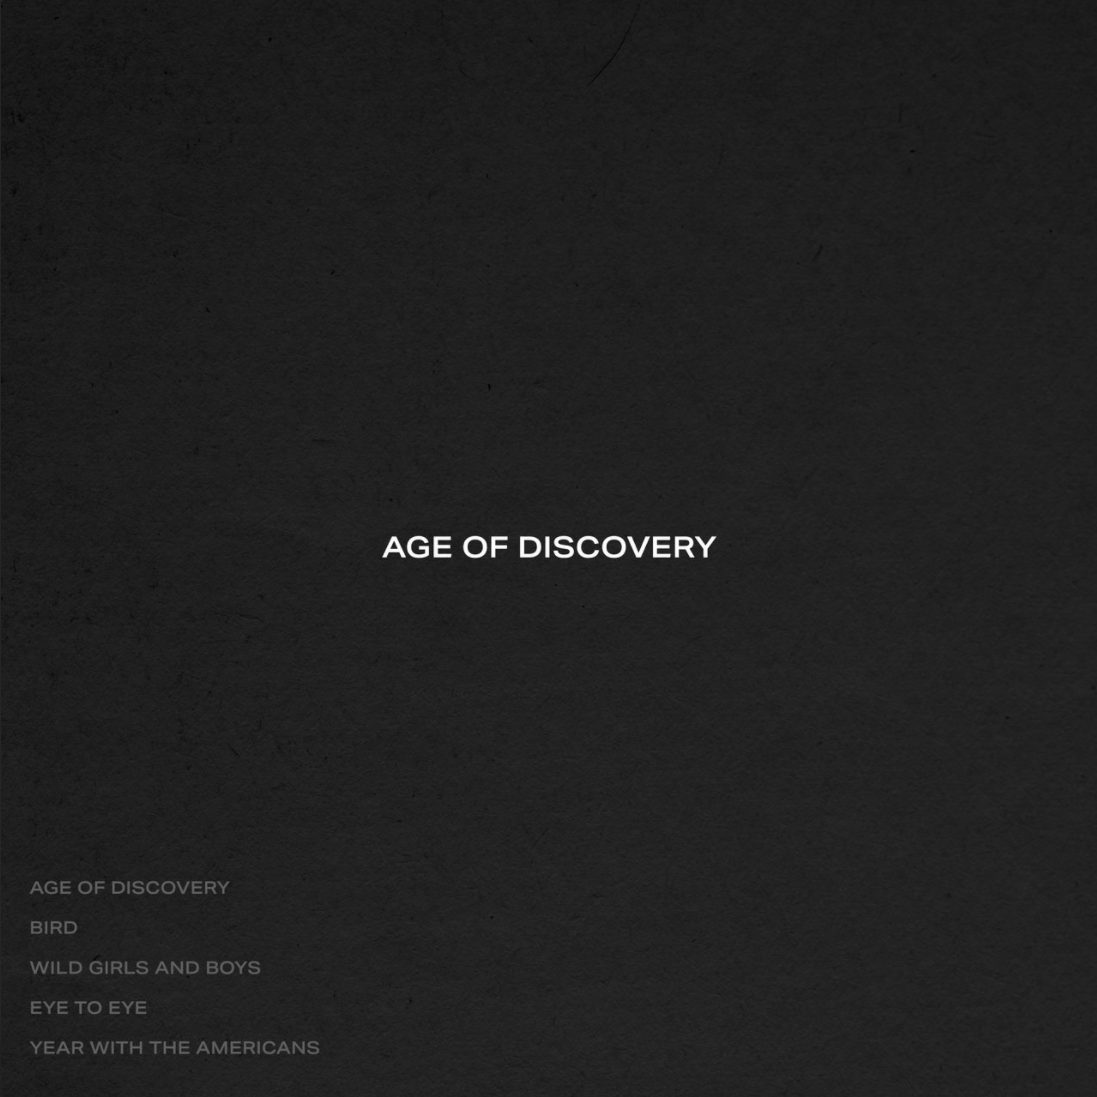 AGE OF DISCOVERY
AGE OF DISCOVERY
BIRD
WILD GIRLS AND BOYS
EYE TO EYE
YEAR WITH THE AMERICANS